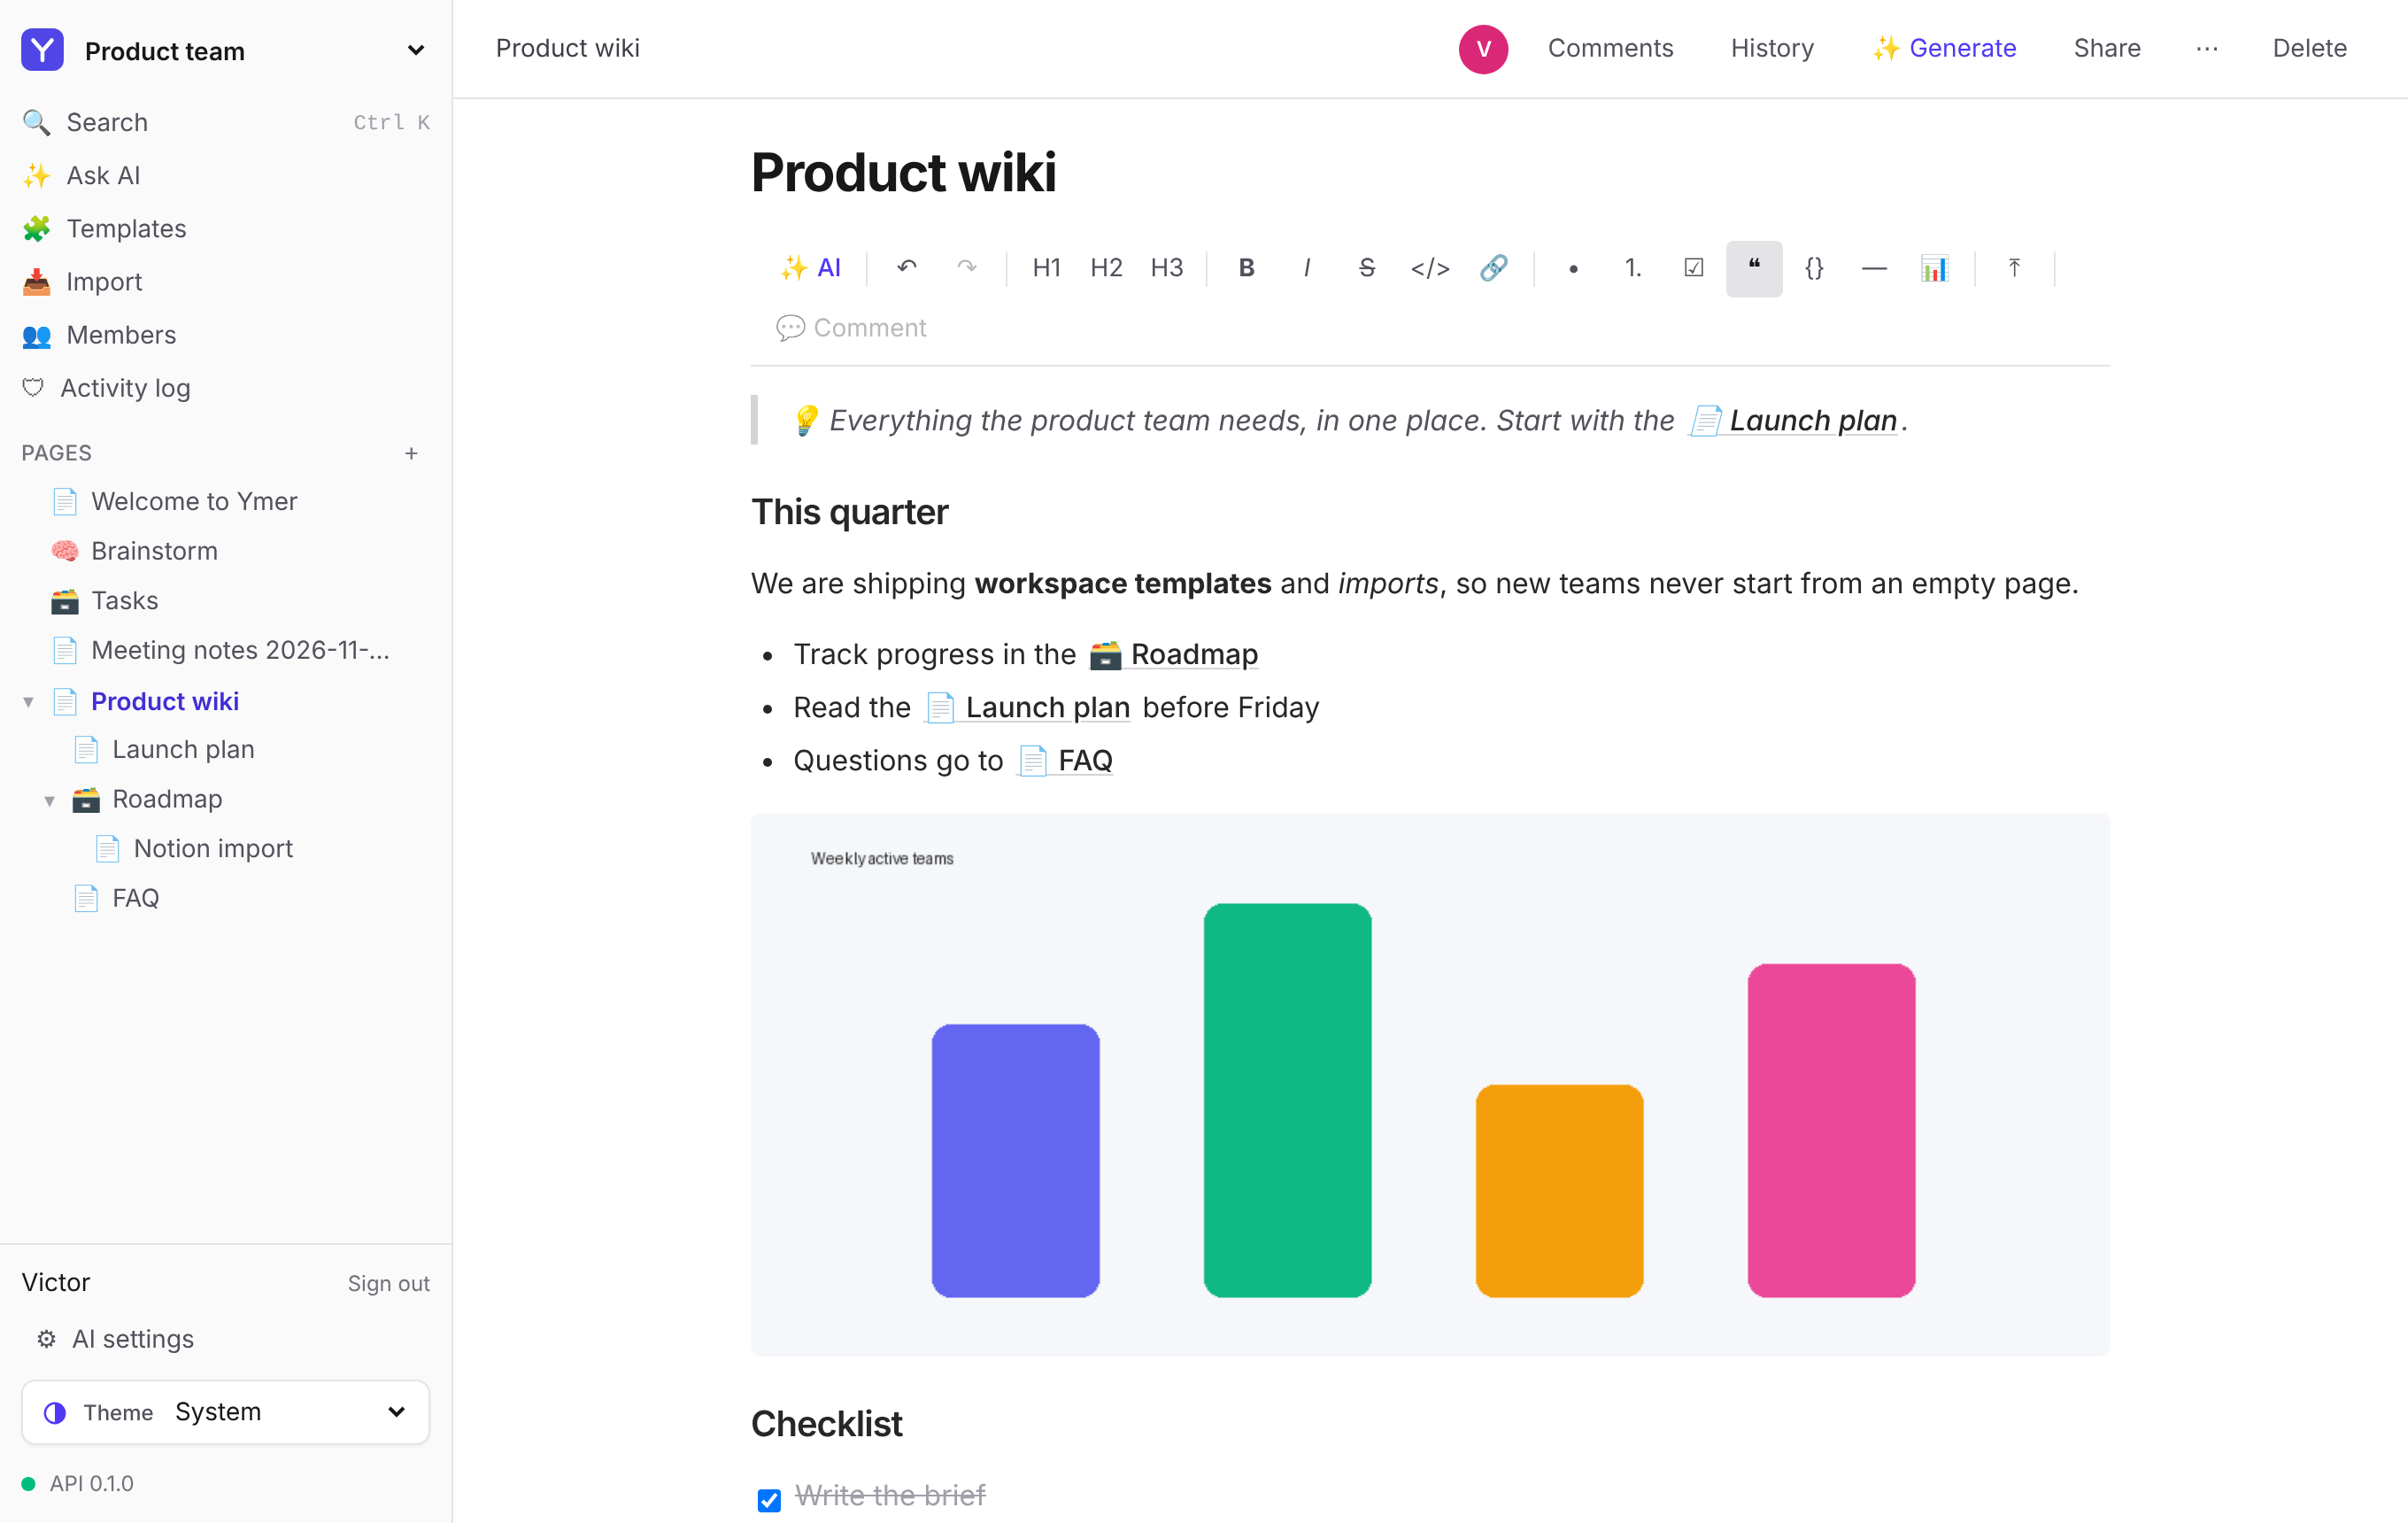 Y Product team
Search Ctrl K
Ask AI
Templates
Import
Members
Activity log
PAGES +
Welcome to Ymer
Brainstorm
Tasks
Meeting notes 2026-11-...
Product wiki
Launch plan
Roadmap
Notion import
FAQ
Victor Sign out
AI settings
Theme System
API 0.1.0
Product wiki V Comments History Generate Share ... Delete
Product wiki
AI H1 H2 H3 B I S </> • 1. ❝ {} —
Comment
Everything the product team needs, in one place. Start with the Launch plan.
This quarter
We are shipping workspace templates and imports, so new teams never start from an empty page.
• Track progress in the Roadmap
• Read the Launch plan before Friday
• Questions go to FAQ
Weekly active teams
Checklist
Write the brief